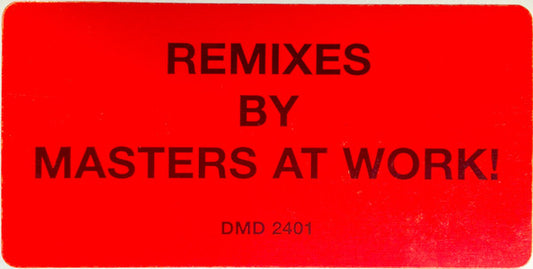 REMIXES
BY
MASTERS AT WORK!
DMD 2401